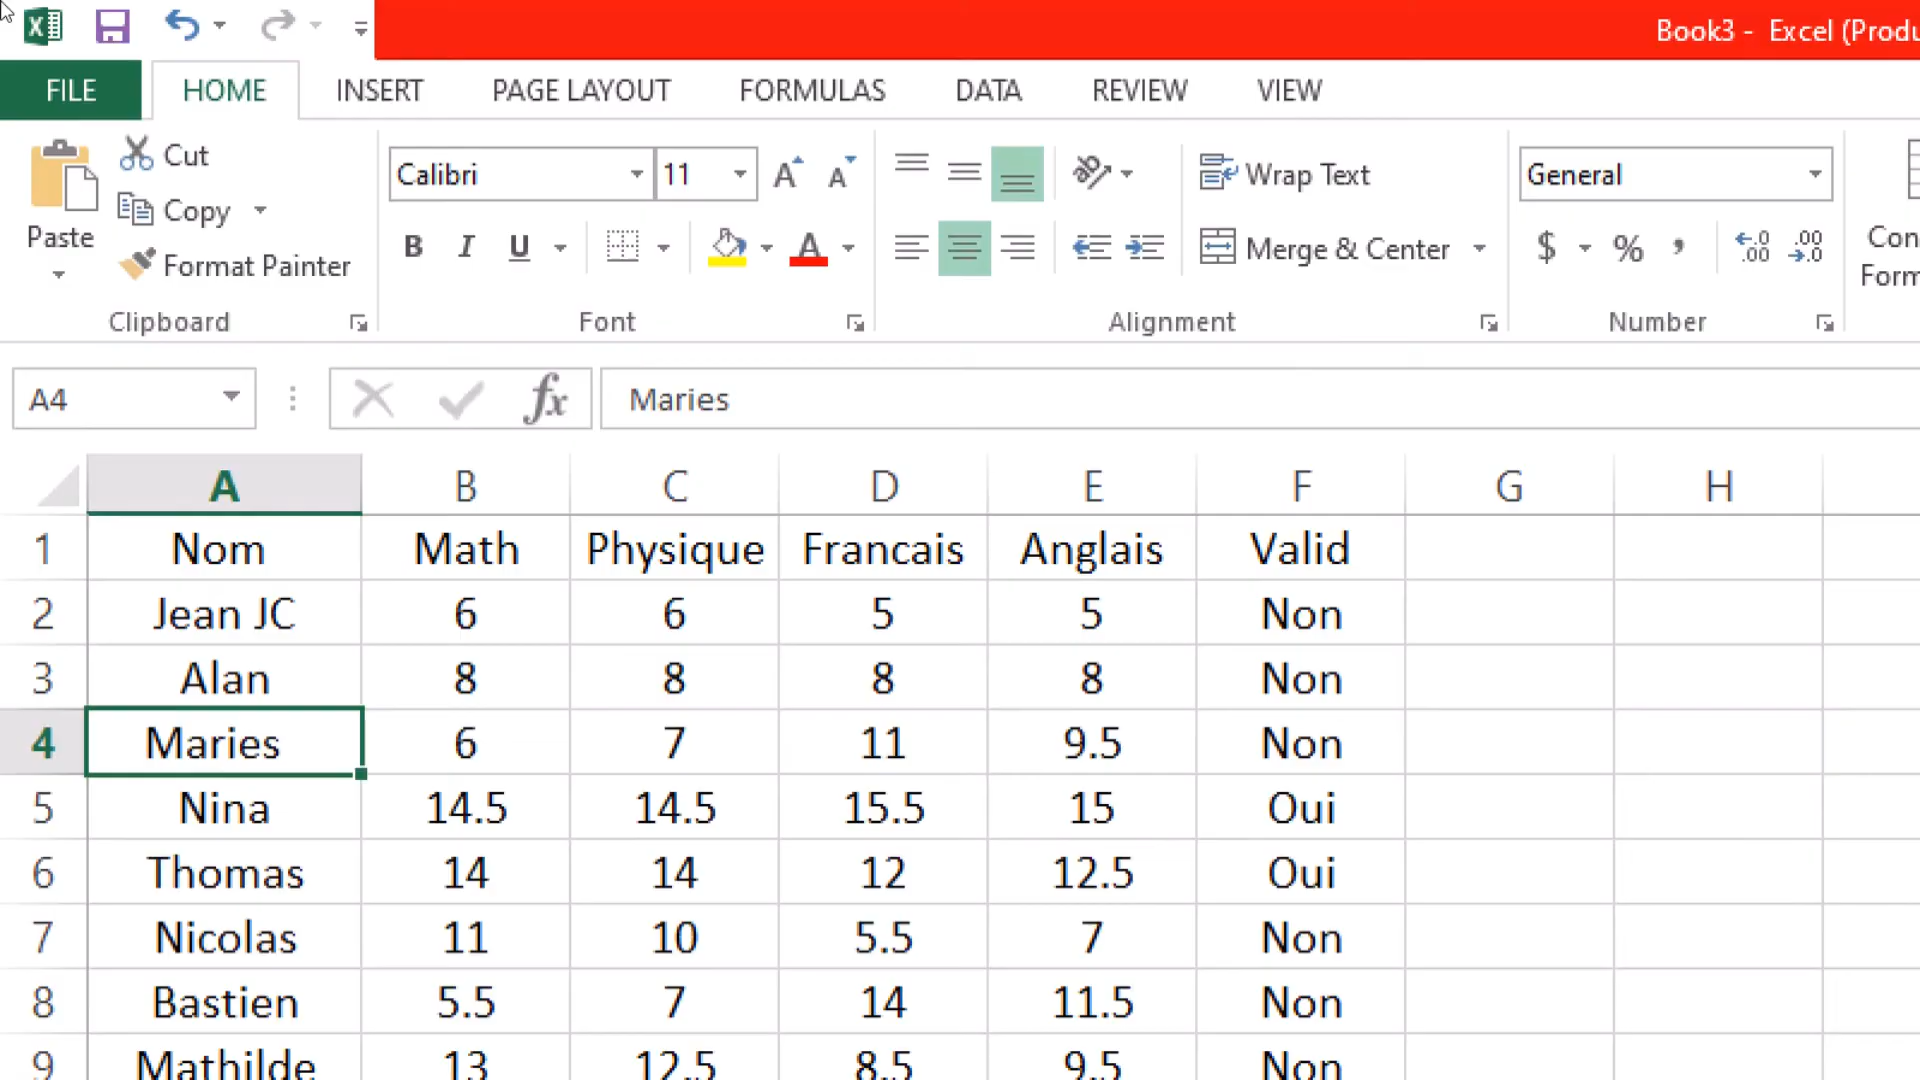 Book3 - Excel (Produ
FILE HOME INSERT PAGE LAYOUT FORMULAS DATA REVIEW VIEW
Paste
Cut
Copy
Format Painter
Clipboard
Calibri 11
B I U
Font
Wrap Text
Merge & Center
Alignment
General
$ % ,
Number
Con
Form
A4 fx Maries
A B C D E F G H
1 Nom Math Physique Francais Anglais Valid
2 Jean JC 6 6 5 5 Non
3 Alan 8 8 8 8 Non
4 Maries 6 7 11 9.5 Non
5 Nina 14.5 14.5 15.5 15 Oui
6 Thomas 14 14 12 12.5 Oui
7 Nicolas 11 10 5.5 7 Non
8 Bastien 5.5 7 14 11.5 Non
9 Mathilde 13 12.5 8.5 9.5 Non